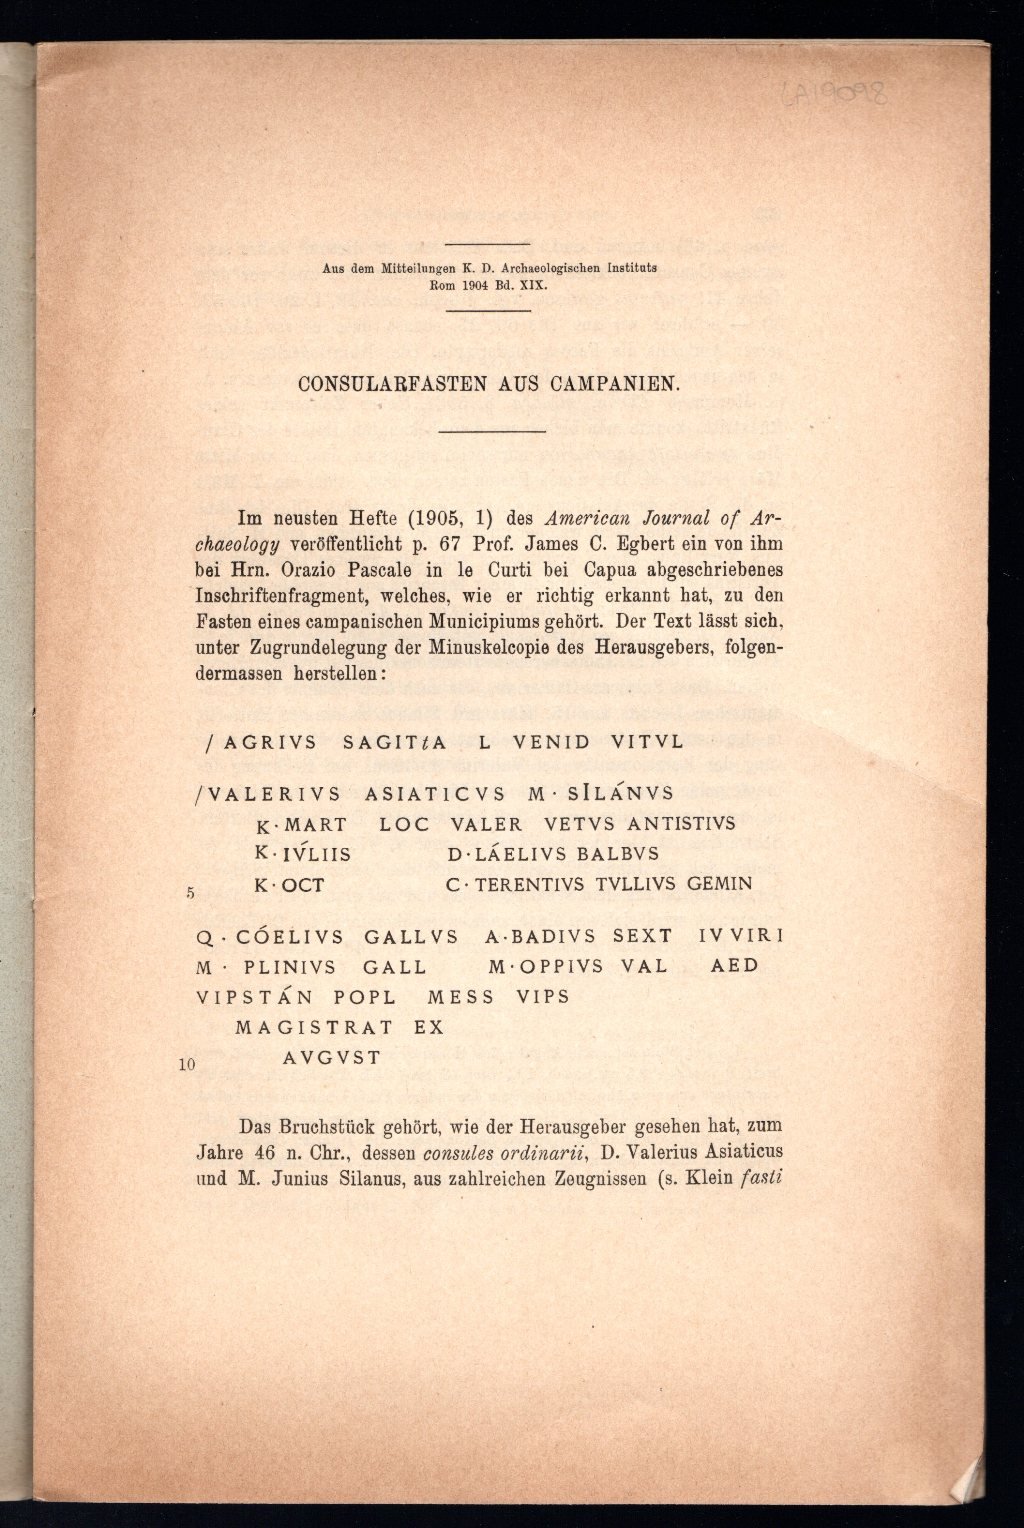 LA19098
Aus dem Mitteilungen K. D. Archaeologischen Instituts
Rom 1904 Bd. XIX.
CONSULARFASTEN AUS CAMPANIEN.
Im neusten Hefte (1905, 1) des American Journal of Ar-
chaeology veröffentlicht p. 67 Prof. James C. Egbert ein von ihm
bei Hrn. Orazio Pascale in le Curti bei Capua abgeschriebenes
Inschriftenfragment, welches, wie er richtig erkannt hat, zu den
Fasten eines campanischen Municipiums gehört. Der Text lässt sich,
unter Zugrundelegung der Minuskelcopie des Herausgebers, folgen-
dermassen herstellen:
/ AGRIVS SAGITtA L VENID VITVL
/VALERIVS ASIATICVS M · SILÁNVS
K · MART LOC VALER VETVS ANTISTIVS
K · IV́LIIS D · LÁELIVS BALBVS
5 K · OCT C · TERENTIVS TVLLIVS GEMIN
Q · CÓELIVS GALLVS A · BADIVS SEXT IV VIRI
M · PLINIVS GALL M · OPPIVS VAL AED
VIPSTÁN POPL MESS VIPS
MAGISTRAT EX
10 AVGVST
Das Bruchstück gehört, wie der Herausgeber gesehen hat, zum
Jahre 46 n. Chr., dessen consules ordinarii, D. Valerius Asiaticus
und M. Junius Silanus, aus zahlreichen Zeugnissen (s. Klein fasti